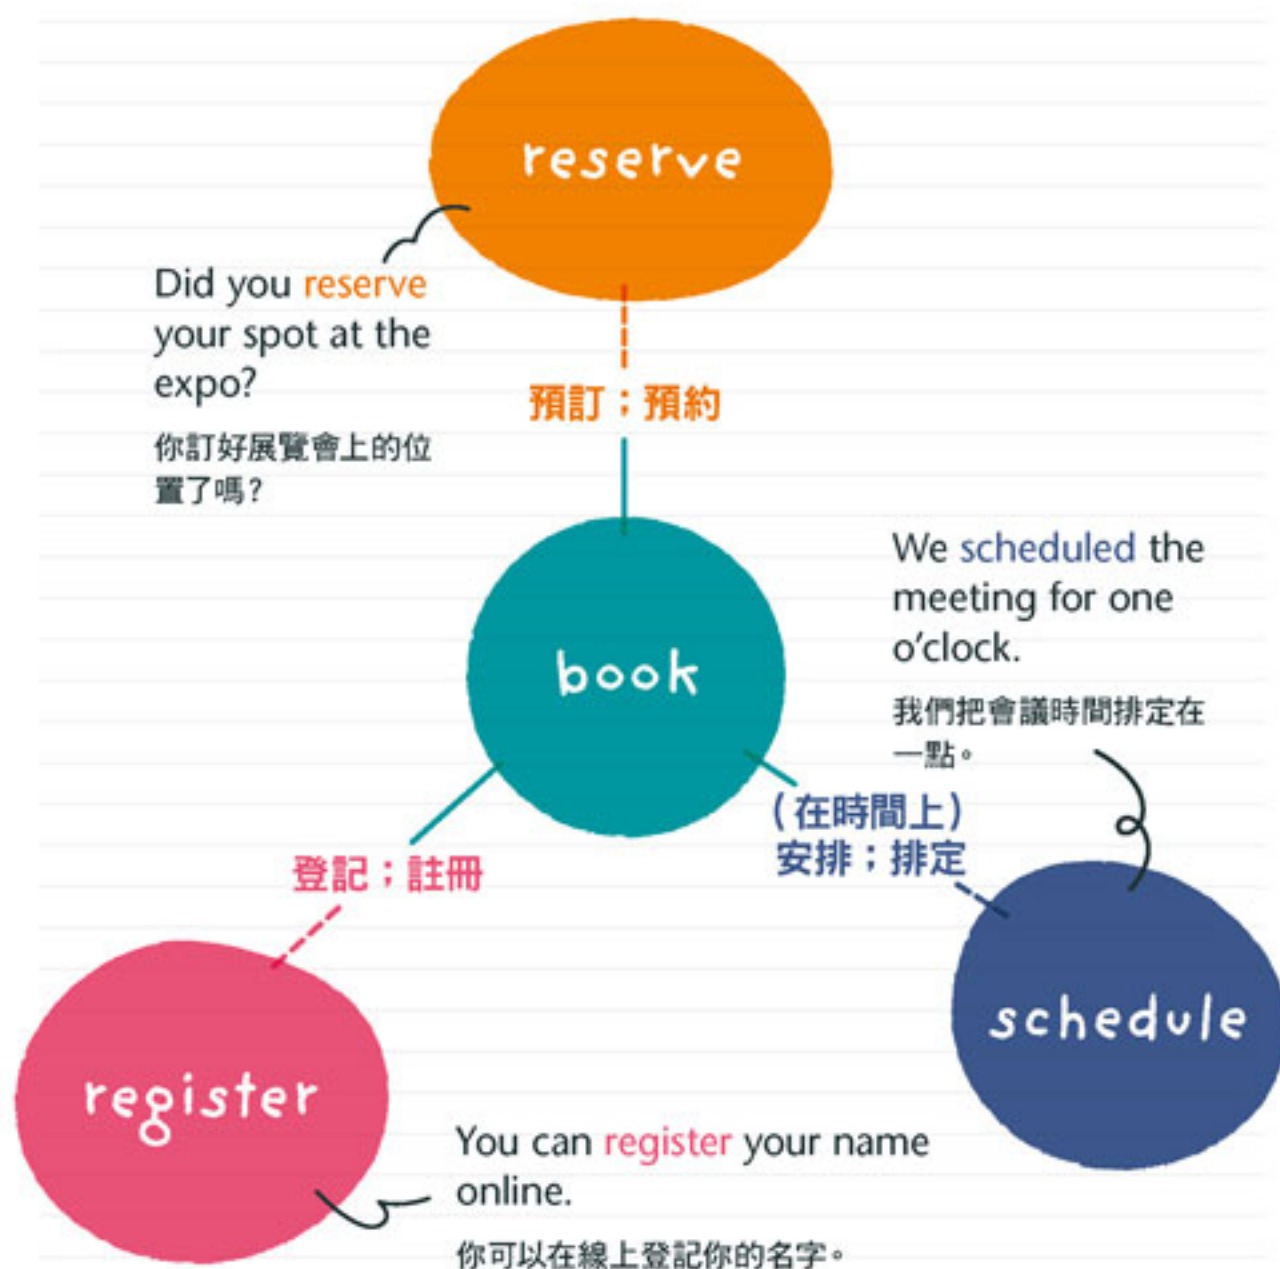 reserve
Did you reserve
your spot at the
expo?
你訂好展覽會上的位
置了嗎？
預訂；預約
book
We scheduled the
meeting for one
o'clock.
我們把會議時間排定在
一點。
（在時間上）
安排；排定
schedule
登記；註冊
register
You can register your name
online.
你可以在線上登記你的名字。